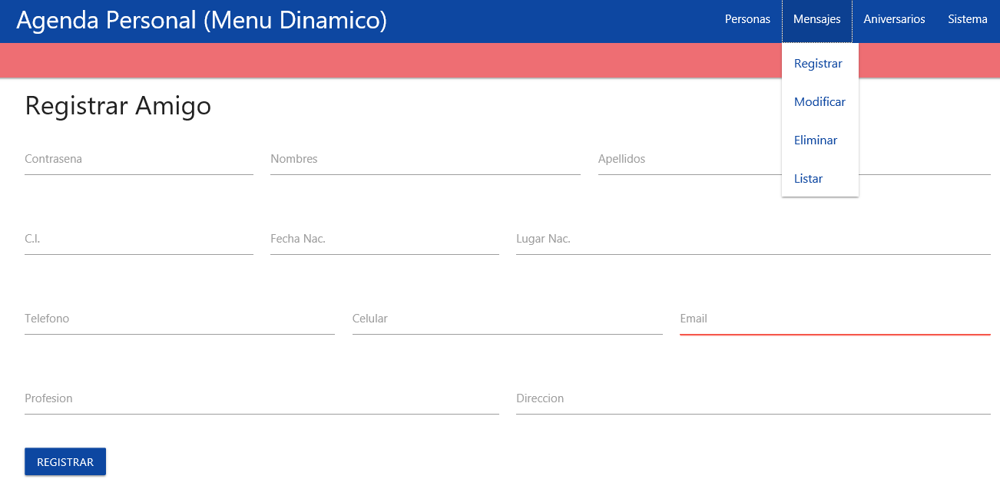 Agenda Personal (Menu Dinamico)
Personas Mensajes Aniversarios Sistema
Registrar
Modificar
Eliminar
Listar
Registrar Amigo
Contrasena Nombres Apellidos
C.I. Fecha Nac. Lugar Nac.
Telefono Celular Email
Profesion Direccion
REGISTRAR